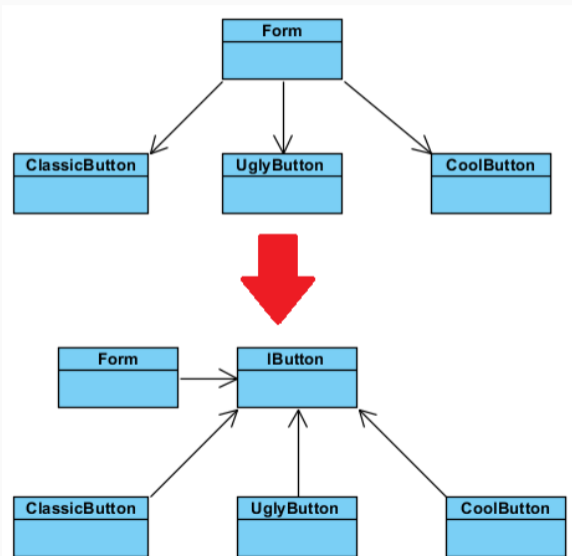 Form
ClassicButton
UglyButton
CoolButton
Form
IButton
ClassicButton
UglyButton
CoolButton